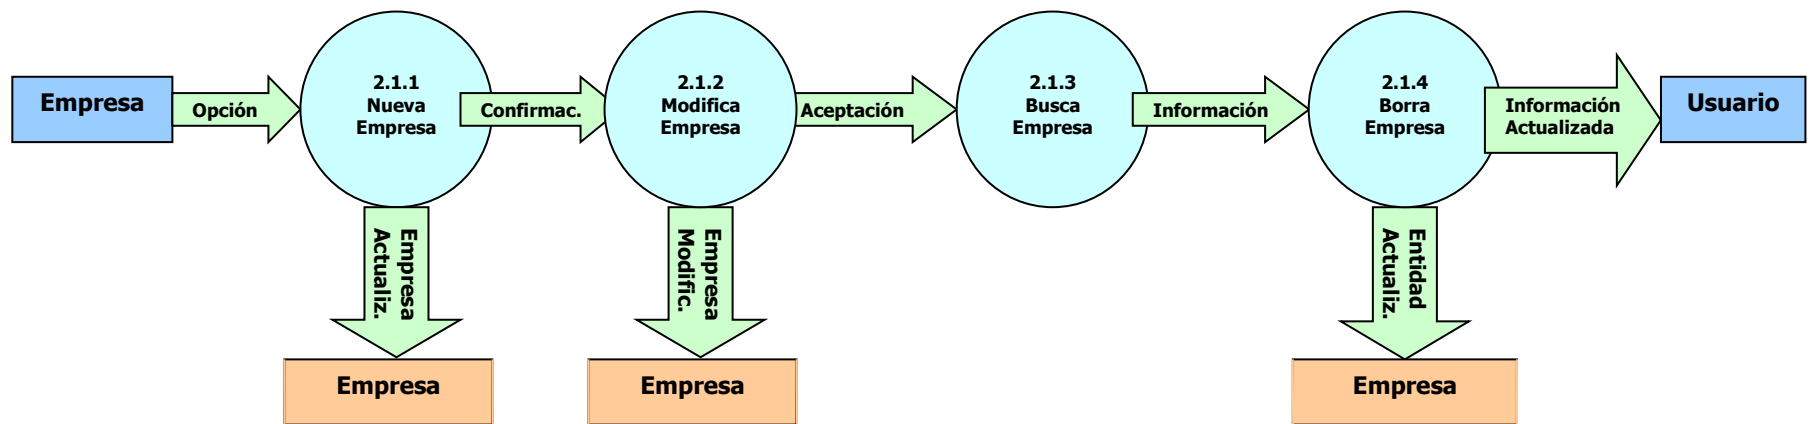 Empresa
Opción
2.1.1
Nueva
Empresa
Confirmac.
2.1.2
Modifica
Empresa
Aceptación
2.1.3
Busca
Empresa
Información
2.1.4
Borra
Empresa
Información
Actualizada
Usuario
Empresa
Actualiz.
Empresa
Modific.
Entidad
Actualiz.
Empresa
Empresa
Empresa